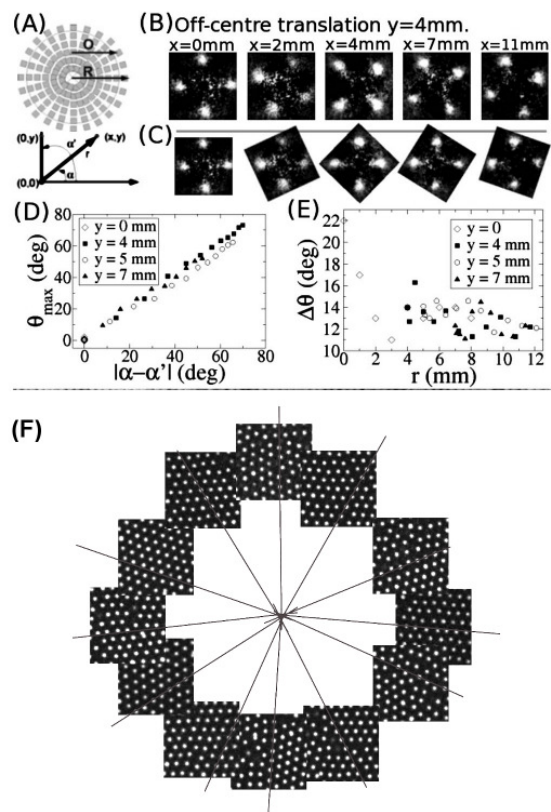 (A)
O
R
(0,y)
(x,y)
α'
r
α
(0,0)
(B) Off-centre translation y=4mm.
x=0mm x=2mm x=4mm x=7mm x=11mm
(C)
(D)
80
60
40
20
0
θmax (deg)
0 20 40 60 80
|α−α'| (deg)
y = 0 mm
y = 4 mm
y = 5 mm
y = 7 mm
(E)
22
20
18
16
14
12
10
Δθ (deg)
0 2 4 6 8 10 12
r (mm)
y = 0
y = 4 mm
y = 5 mm
y = 7 mm
(F)